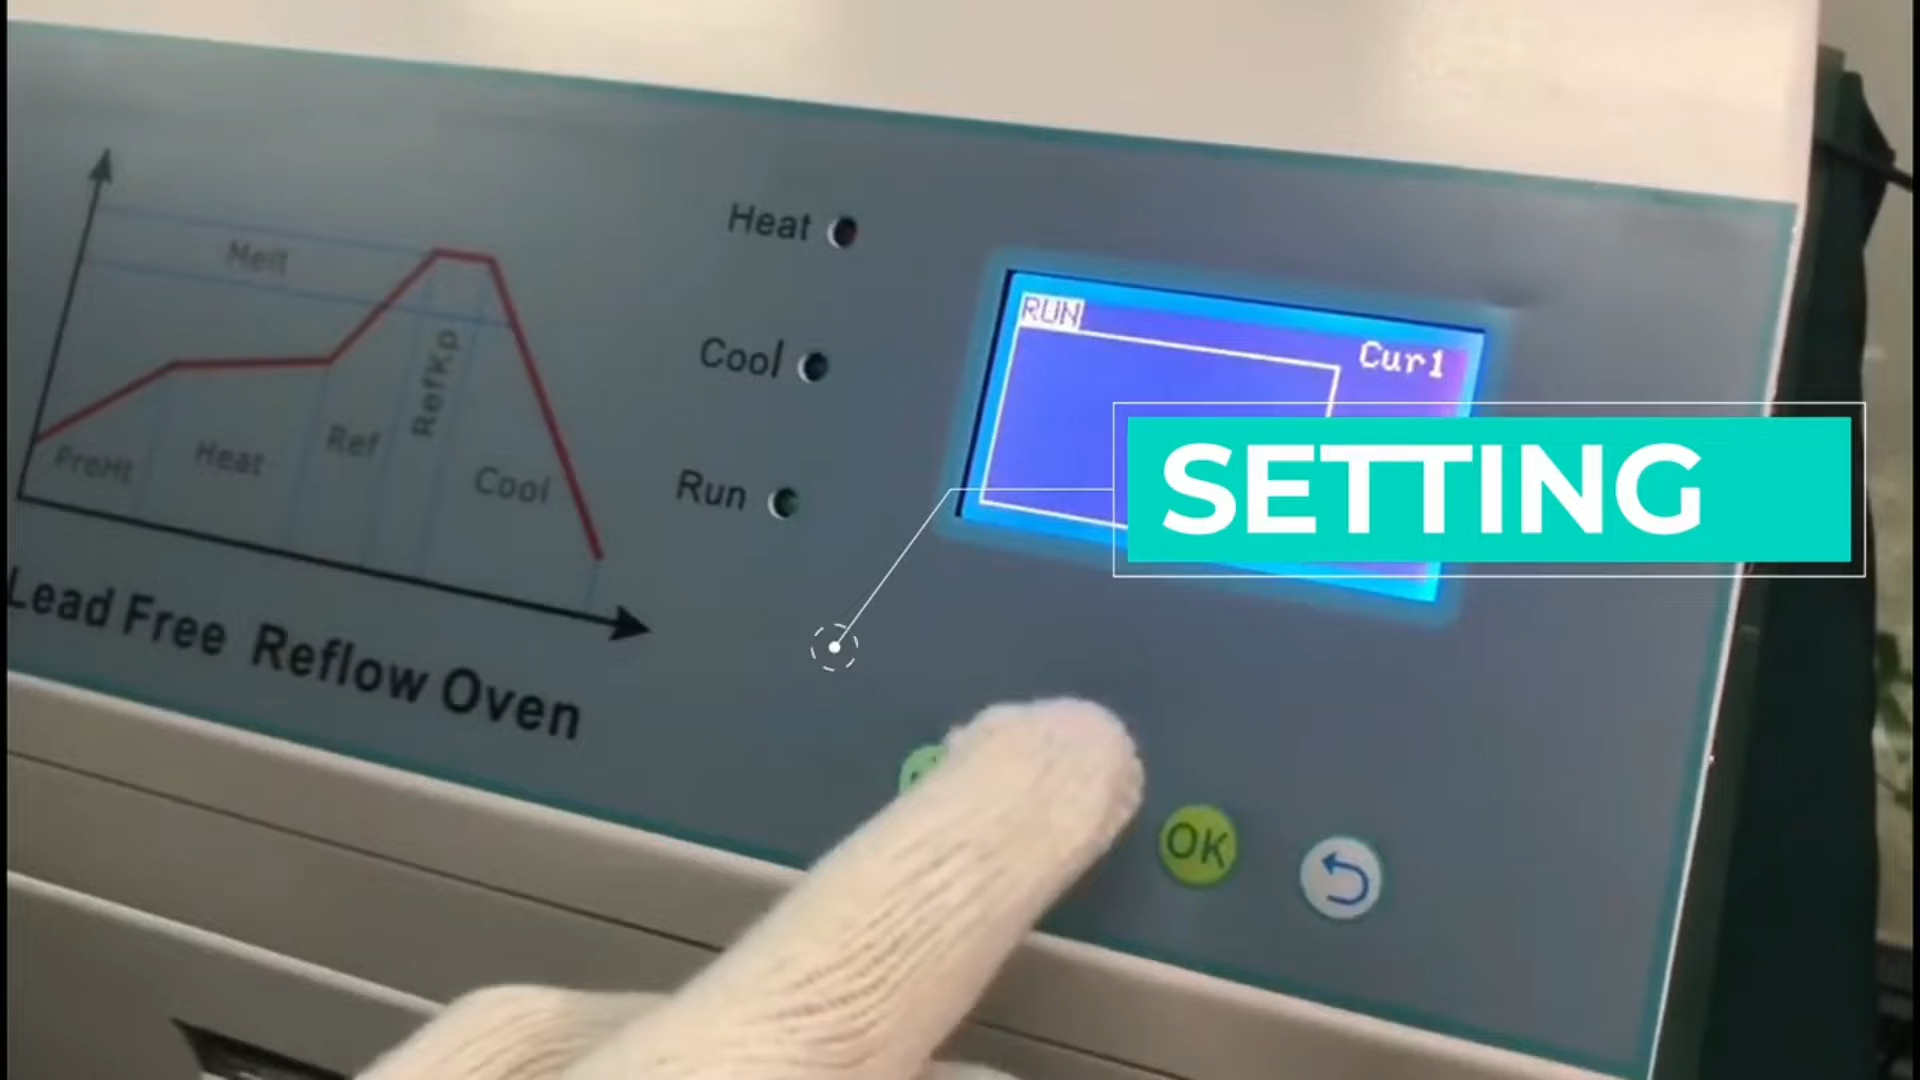 Melt
PreHt
Heat
Ref
RefKp
Cool
Lead Free Reflow Oven
Heat
Cool
Run
RUN
Cur1
SETTING
OK